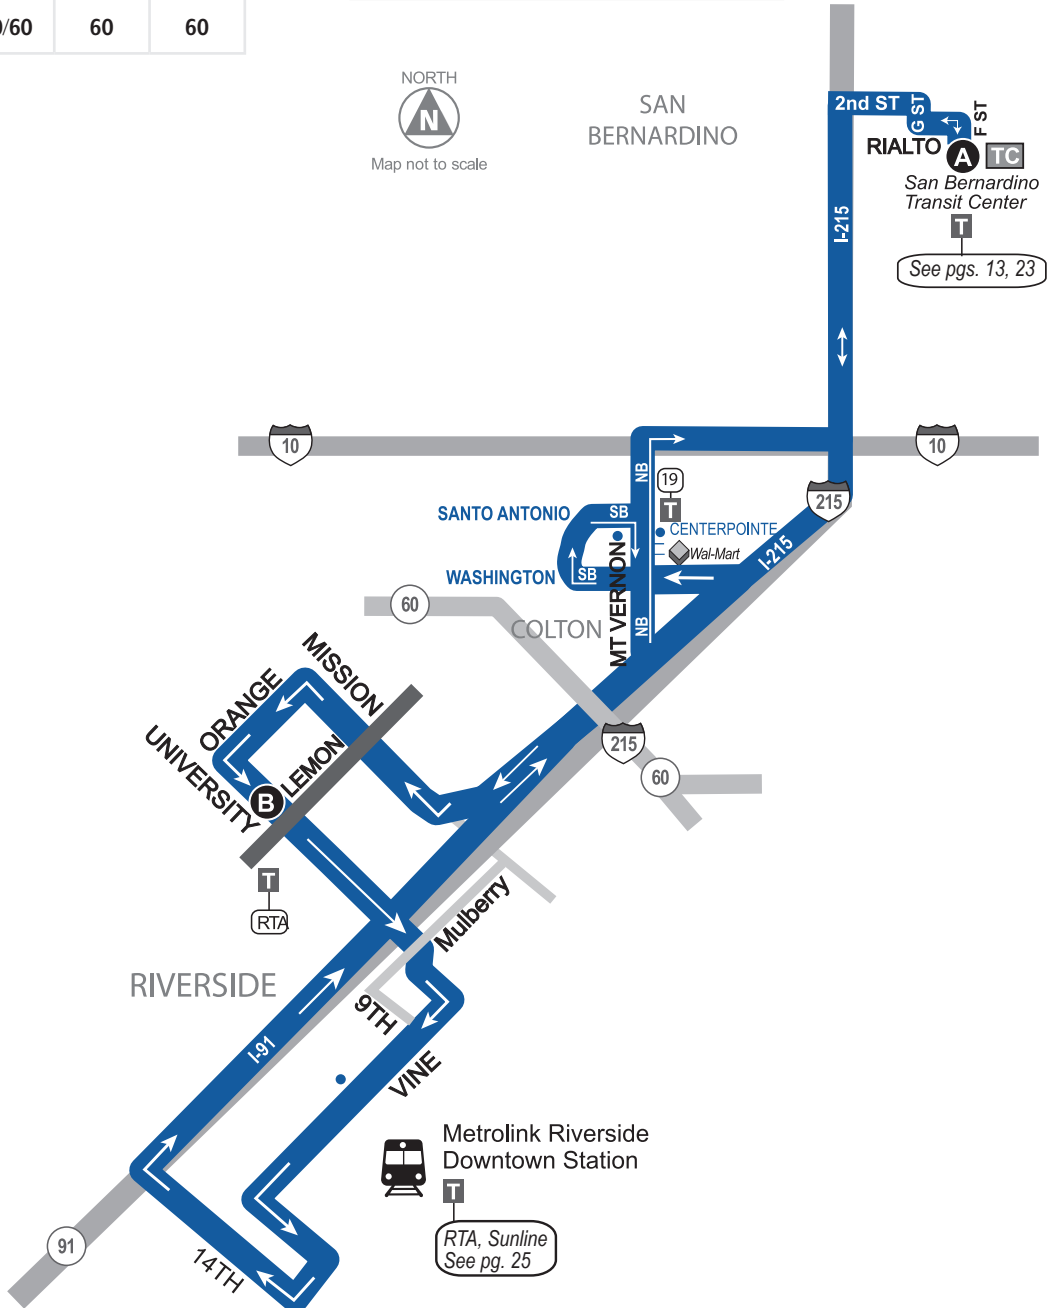 60
60
NORTH
N
Map not to scale
SAN
BERNARDINO
2nd ST
G ST
F ST
RIALTO
A
TC
San Bernardino
Transit Center
T
See pgs. 13, 23
I-215
10
10
NB
19
T
215
SANTO ANTONIO
SB
CENTERPOINTE
Wal-Mart
I-215
WASHINGTON
SB
MT VERNON
NB
60
COLTON
MISSION
ORANGE
215
UNIVERSITY
LEMON
B
60
T
RTA
Mulberry
RIVERSIDE
9TH
I-91
VINE
Metrolink Riverside
Downtown Station
T
RTA, Sunline
See pg. 25
91
14TH